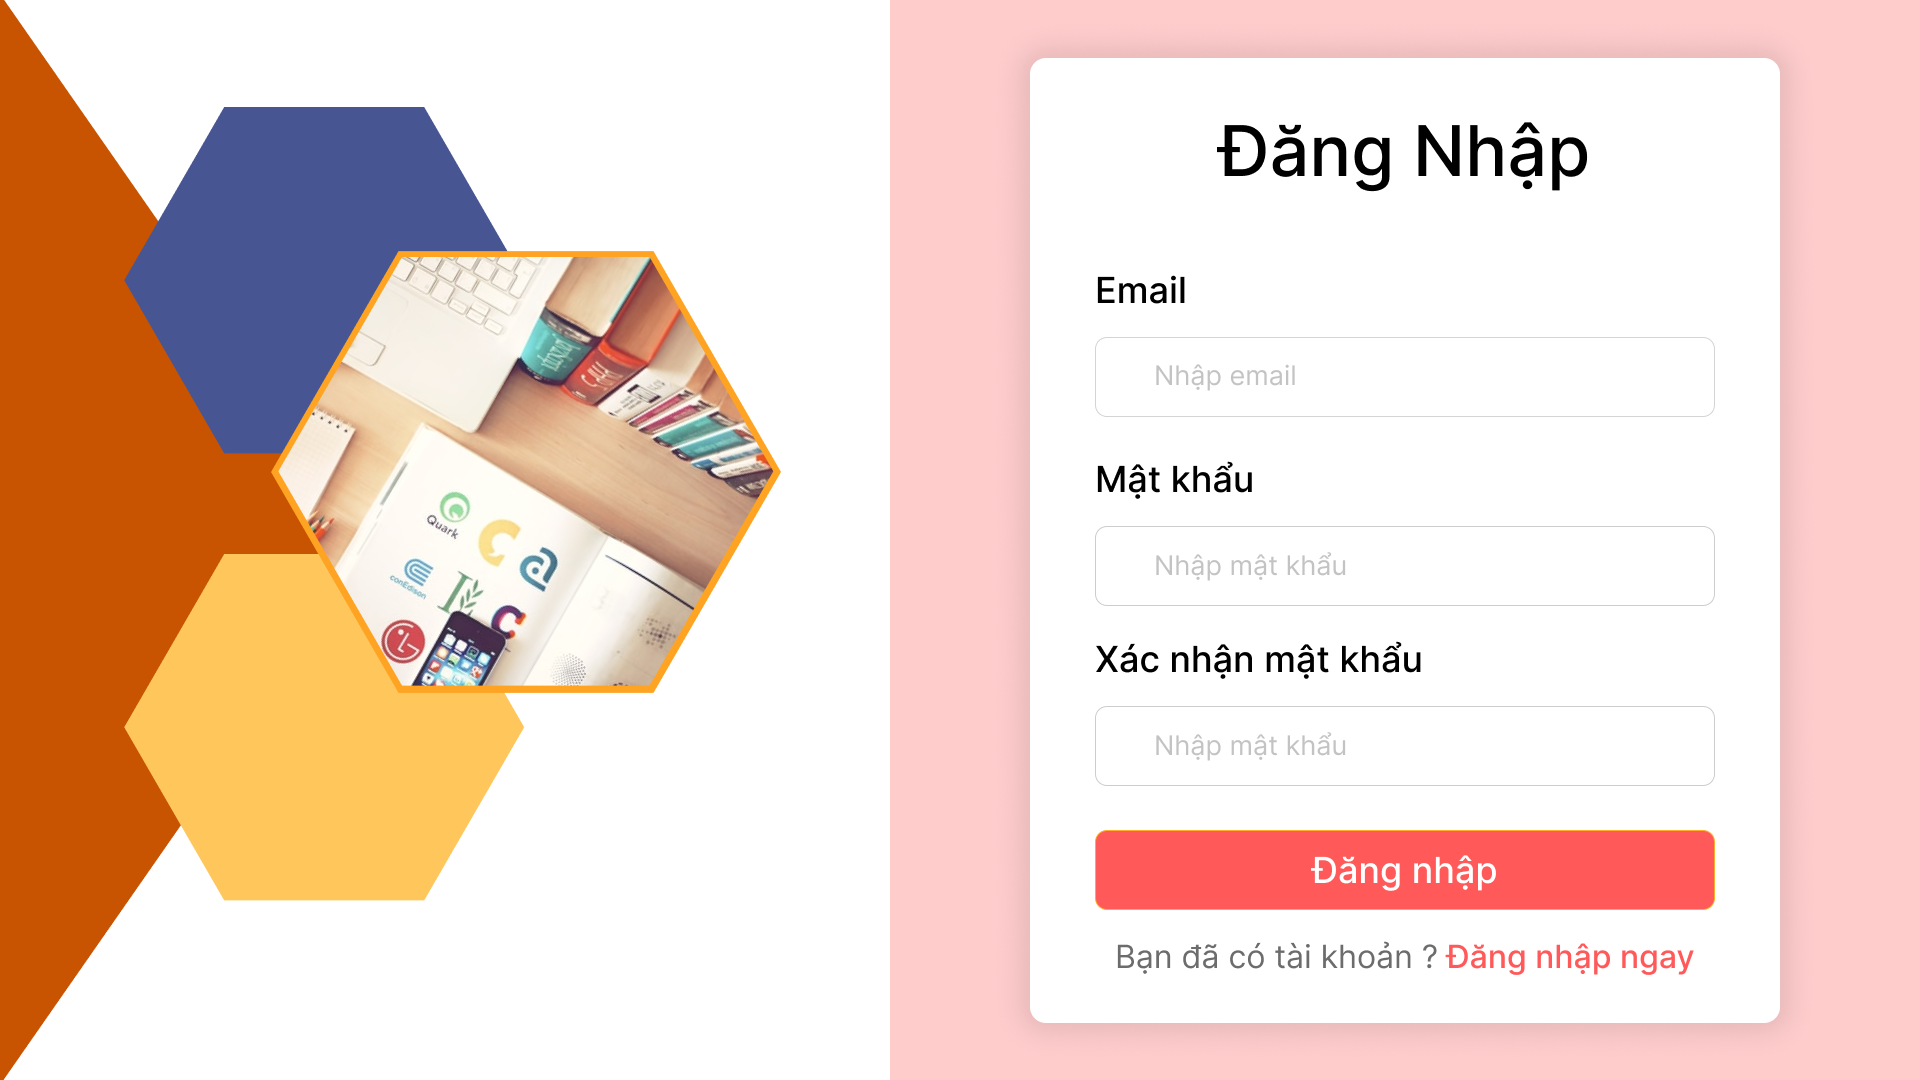 Đăng Nhập
Email
Nhập email
Mật khẩu
Nhập mật khẩu
Xác nhận mật khẩu
Nhập mật khẩu
Đăng nhập
Bạn đã có tài khoản ? Đăng nhập ngay
Quark
conEdison